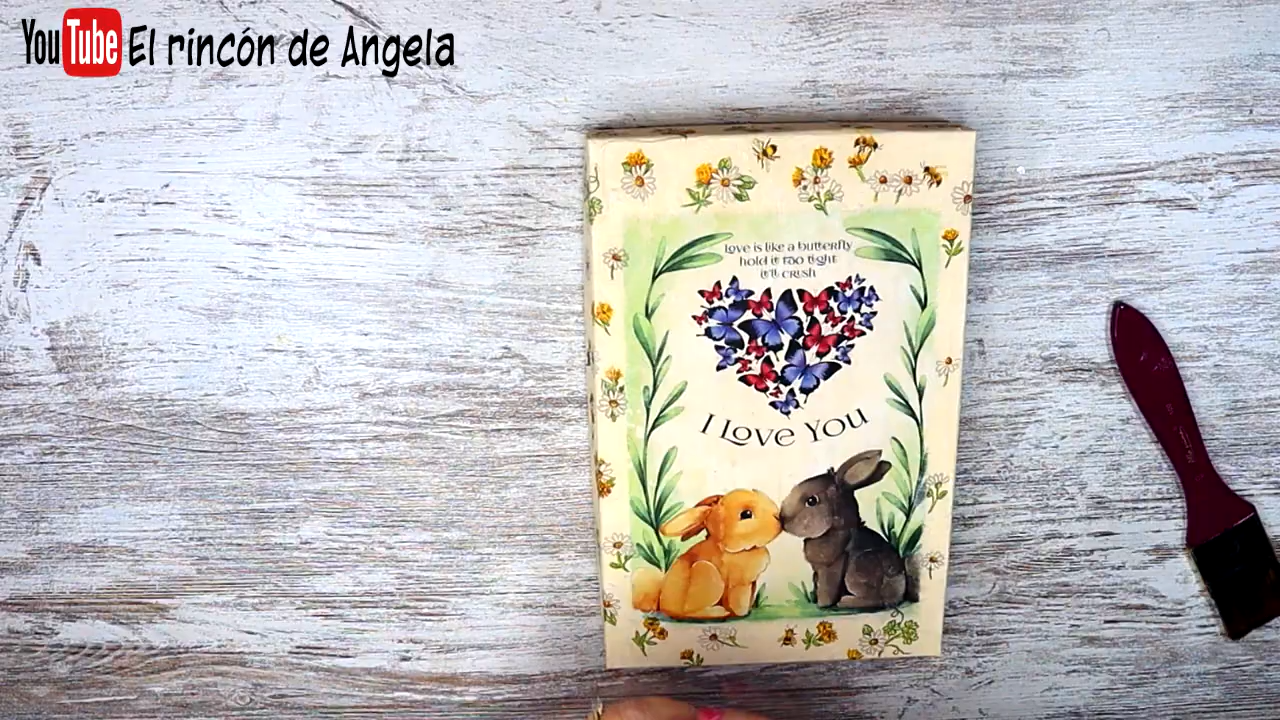 YouTube El rincón de Angela
Love is like a butterfly
hold it too tight
it'll crush
I Love You